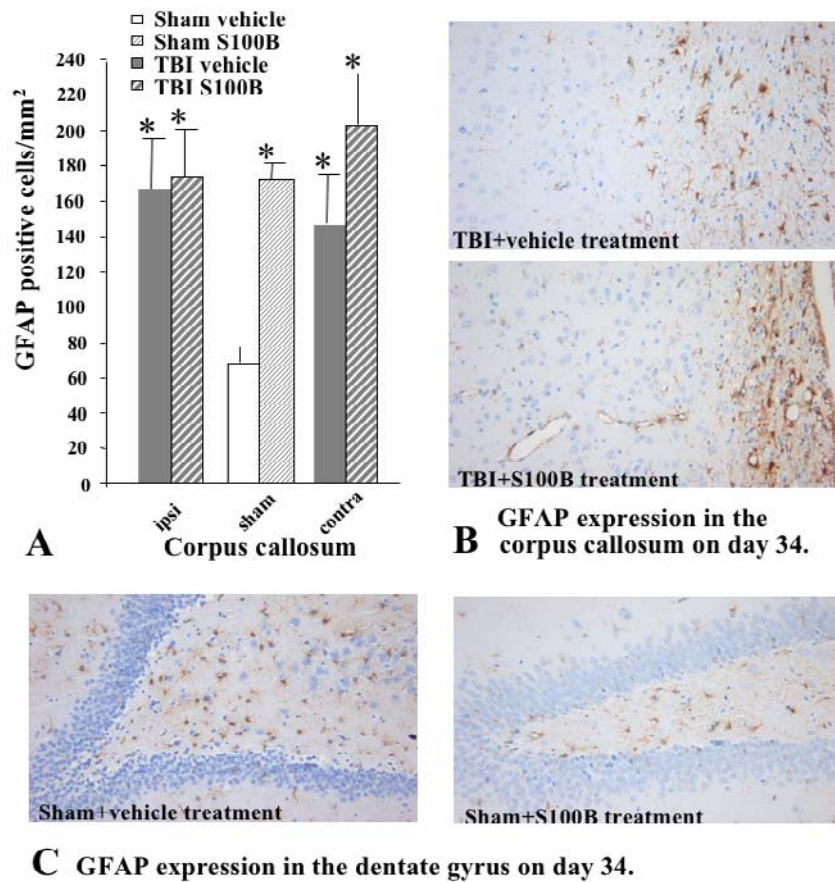 Sham vehicle
Sham S100B
TBI vehicle
TBI S100B
GFAP positive cells/mm²
240
220
200
180
160
140
120
100
80
60
40
20
0
* * * * *
ipsi
sham
contra
Corpus callosum
A
TBI+vehicle treatment
TBI+S100B treatment
B GFAP expression in the
corpus callosum on day 34.
Sham+vehicle treatment
Sham+S100B treatment
C GFAP expression in the dentate gyrus on day 34.